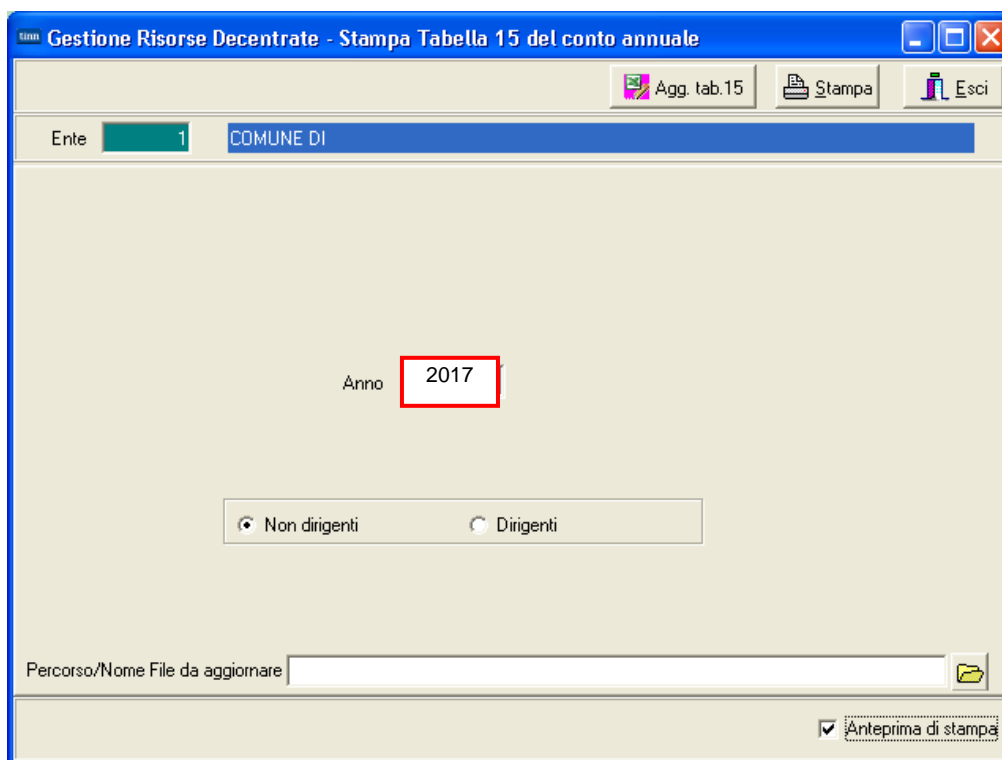 tinn Gestione Risorse Decentrate - Stampa Tabella 15 del conto annuale
Agg. tab.15 Stampa Esci
Ente 1 COMUNE DI
Anno 2017
Non dirigenti Dirigenti
Percorso/Nome File da aggiornare
Anteprima di stampa